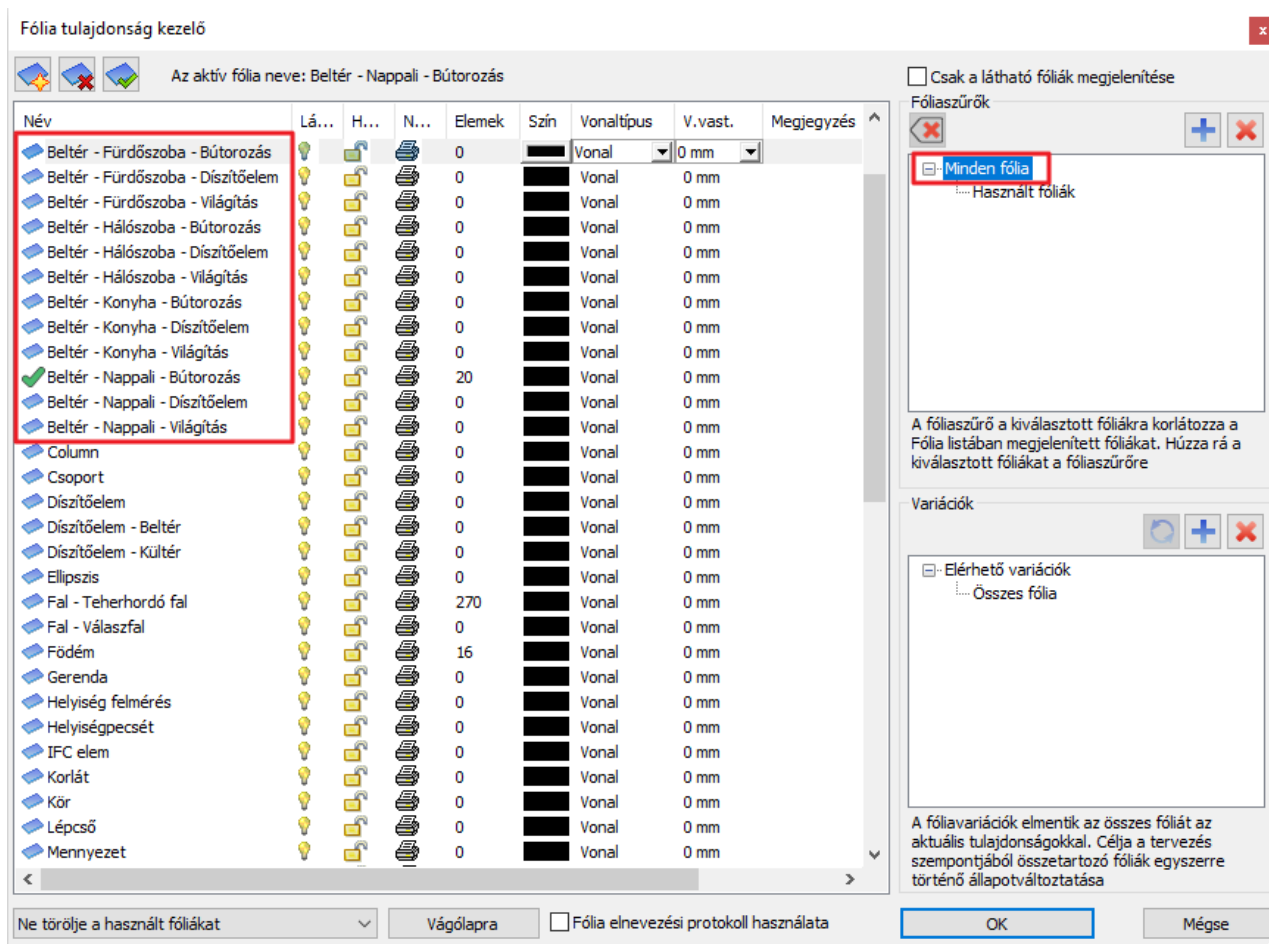 Fólia tulajdonság kezelő
x
Az aktív fólia neve: Beltér - Nappali - Bútorozás
Név Lá... H... N... Elemek Szín Vonaltípus V.vast. Megjegyzés
Beltér - Fürdőszoba - Bútorozás 0 Vonal 0 mm
Beltér - Fürdőszoba - Díszítőelem 0 Vonal 0 mm
Beltér - Fürdőszoba - Világítás 0 Vonal 0 mm
Beltér - Hálószoba - Bútorozás 0 Vonal 0 mm
Beltér - Hálószoba - Díszítőelem 0 Vonal 0 mm
Beltér - Hálószoba - Világítás 0 Vonal 0 mm
Beltér - Konyha - Bútorozás 0 Vonal 0 mm
Beltér - Konyha - Díszítőelem 0 Vonal 0 mm
Beltér - Konyha - Világítás 0 Vonal 0 mm
Beltér - Nappali - Bútorozás 20 Vonal 0 mm
Beltér - Nappali - Díszítőelem 0 Vonal 0 mm
Beltér - Nappali - Világítás 0 Vonal 0 mm
Column 0 Vonal 0 mm
Csoport 0 Vonal 0 mm
Díszítőelem 0 Vonal 0 mm
Díszítőelem - Beltér 0 Vonal 0 mm
Díszítőelem - Kültér 0 Vonal 0 mm
Ellipszis 0 Vonal 0 mm
Fal - Teherhordó fal 270 Vonal 0 mm
Fal - Válaszfal 0 Vonal 0 mm
Födém 16 Vonal 0 mm
Gerenda 0 Vonal 0 mm
Helyiség felmérés 0 Vonal 0 mm
Helyiségpecsét 0 Vonal 0 mm
IFC elem 0 Vonal 0 mm
Korlát 0 Vonal 0 mm
Kör 0 Vonal 0 mm
Lépcső 0 Vonal 0 mm
Mennyezet 0 Vonal 0 mm
Ne törölje a használt fóliákat
Vágólapra
Fólia elnevezési protokoll használata
Csak a látható fóliák megjelenítése
Fóliaszűrők
Minden fólia
Használt fóliák
A fóliaszűrő a kiválasztott fóliákra korlátozza a
Fólia listában megjelenített fóliákat. Húzza rá a
kiválasztott fóliákat a fóliaszűrőre
Variációk
Elérhető variációk
Összes fólia
A fóliavariációk elmentik az összes fóliát az
aktuális tulajdonságokkal. Célja a tervezés
szempontjából összetartozó fóliák egyszerre
történő állapotváltoztatása
OK
Mégse